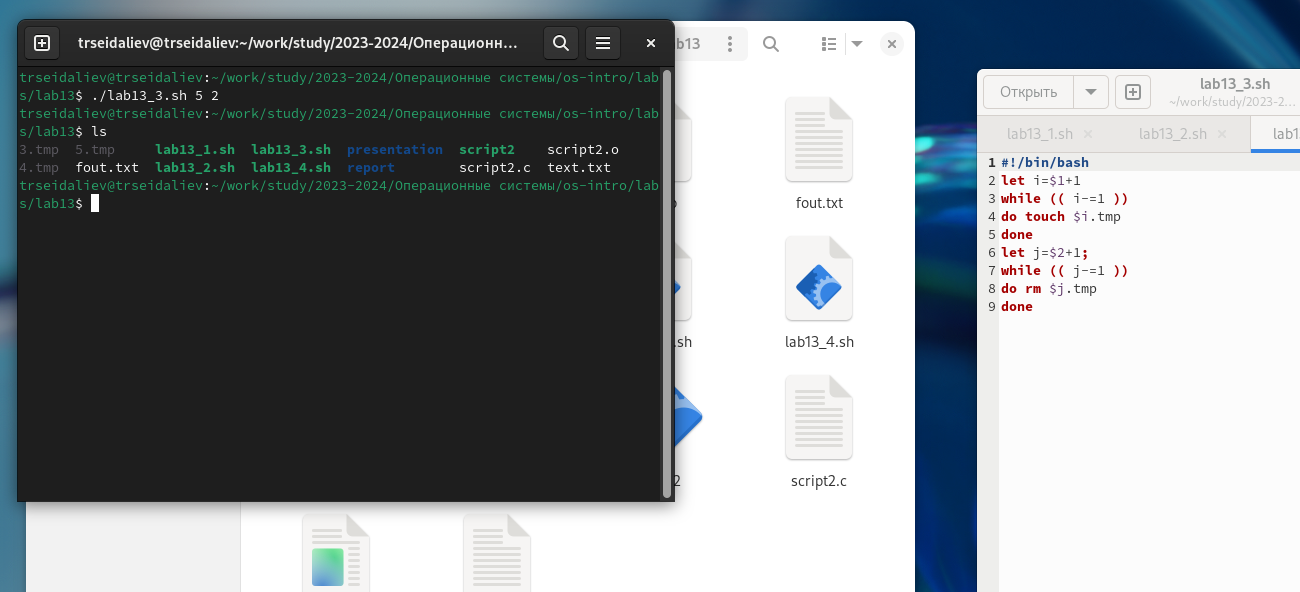 trseidaliev@trseidaliev:~/work/study/2023-2024/Операционн...
trseidaliev@trseidaliev:~/work/study/2023-2024/Операционные системы/os-intro/lab
s/lab13$ ./lab13_3.sh 5 2
trseidaliev@trseidaliev:~/work/study/2023-2024/Операционные системы/os-intro/lab
s/lab13$ ls
3.tmp 5.tmp lab13_1.sh lab13_3.sh presentation script2 script2.o
4.tmp fout.txt lab13_2.sh lab13_4.sh report script2.c text.txt
trseidaliev@trseidaliev:~/work/study/2023-2024/Операционные системы/os-intro/lab
s/lab13$
b13
fout.txt
.sh
lab13_4.sh
2
script2.c
Открыть
lab13_3.sh
~/work/study/2023-2...
lab13_1.sh
lab13_2.sh
lab13
1 #!/bin/bash
2 let i=$1+1
3 while (( i-=1 ))
4 do touch $i.tmp
5 done
6 let j=$2+1;
7 while (( j-=1 ))
8 do rm $j.tmp
9 done